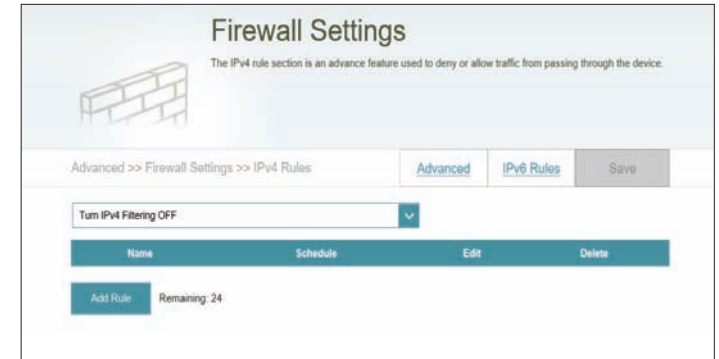 Firewall Settings
The IPv4 rule section is an advance feature used to deny or allow traffic from passing through the device.
Advanced >> Firewall Settings >> IPv4 Rules
Advanced
IPv6 Rules
Save
Turn IPv4 Filtering OFF
Name Schedule Edit Delete
Add Rule Remaining: 24